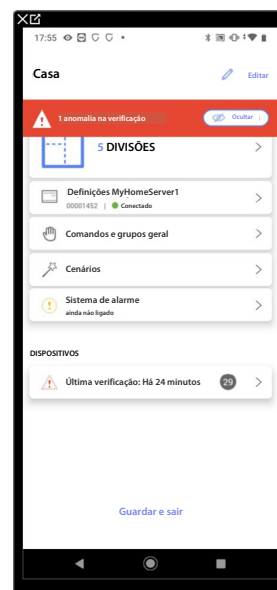 17:55
Casa
Editar
1 anomalia na verificação
Ocultar
5 DIVISÕES
Definições MyHomeServer1
00001452 | Conectado
Comandos e grupos geral
Cenários
Sistema de alarme
ainda não ligado
DISPOSITIVOS
Última verificação: Há 24 minutos
29
Guardar e sair